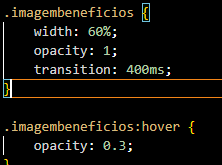 .imagembeneficios {
width: 60%;
opacity: 1;
transition: 400ms;
}
.imagembeneficios:hover {
opacity: 0.3;
}